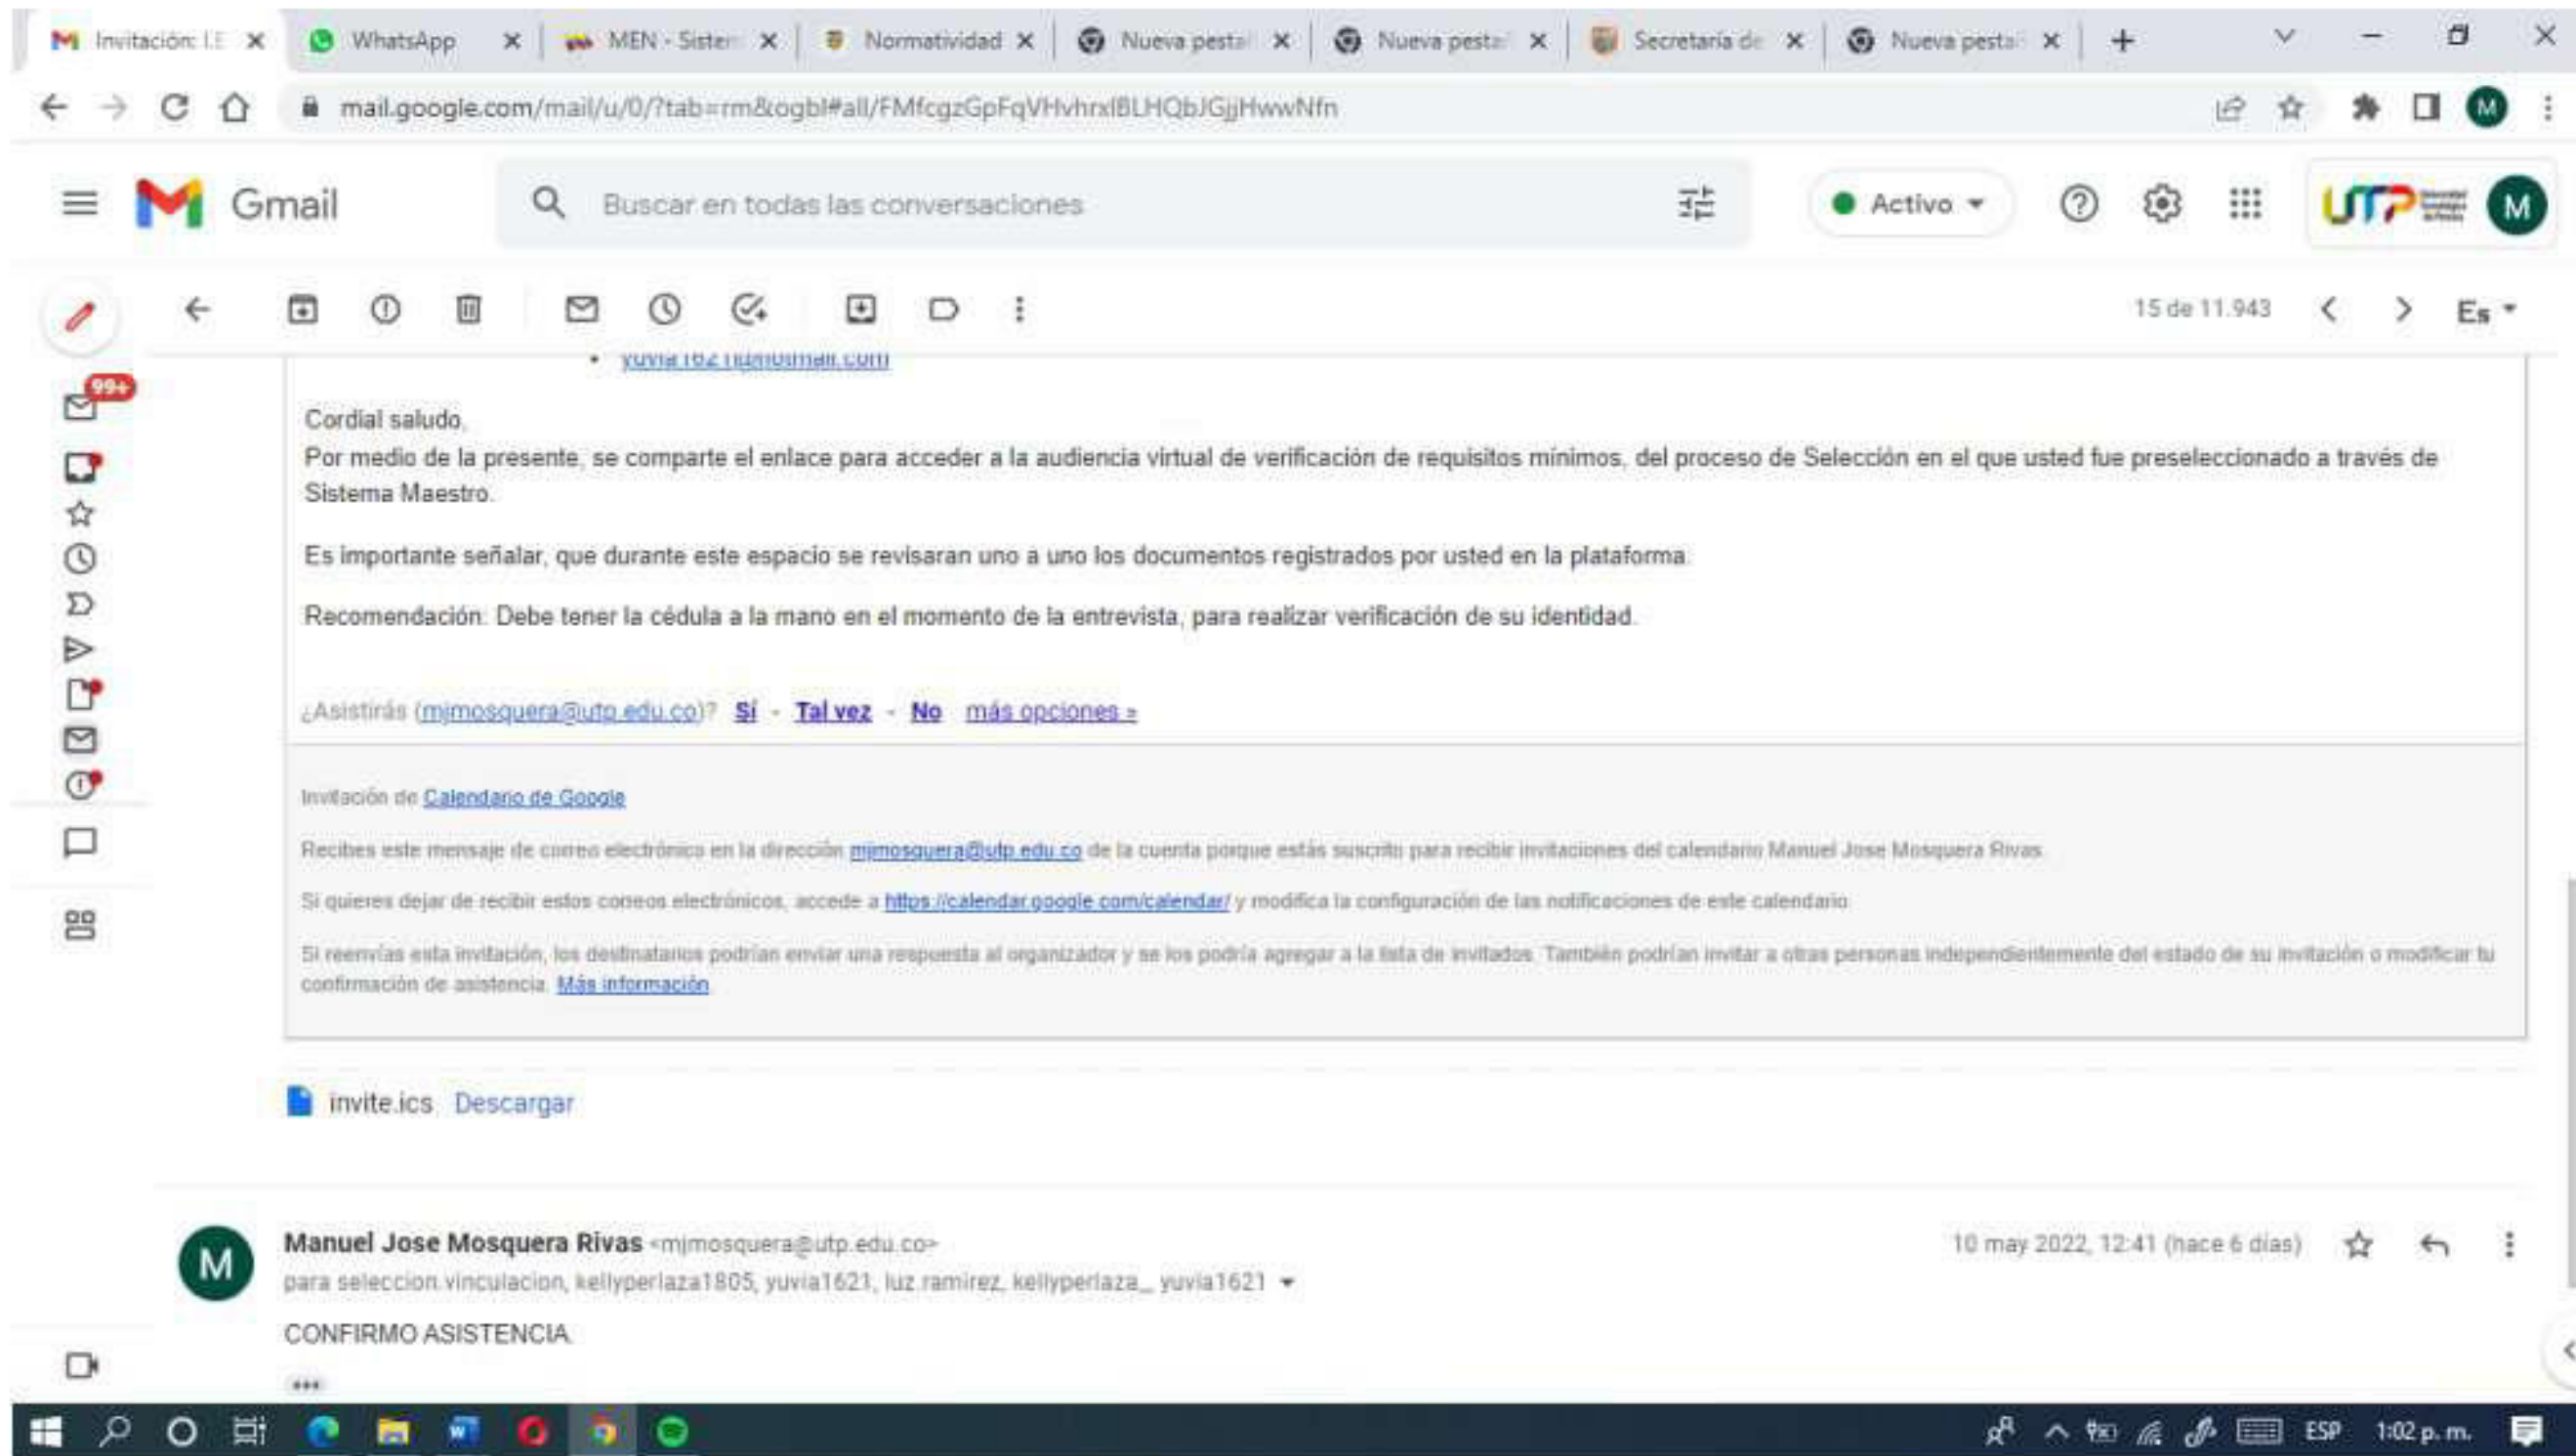 Invitación: I.E
WhatsApp
MEN - Sistem
Normatividad
Nueva pesta
Nueva pesta
Secretaría de
Nueva pesta
mail.google.com/mail/u/0/?tab=rm&ogbl#all/
Gmail
Buscar en todas las conversaciones
Activo
UTP
M
15 de 11.943
Es
99+
Cordial saludo,
Por medio de la presente, se comparte el enlace para acceder a la audiencia virtual de verificación de requisitos mínimos, del proceso de Selección en el que usted fue preseleccionado a través de
Sistema Maestro.
Es importante señalar, que durante este espacio se revisaran uno a uno los documentos registrados por usted en la plataforma.
Recomendación: Debe tener la cédula a la mano en el momento de la entrevista, para realizar verificación de su identidad.
¿Asistirás (mjmosquera@utp.edu.co)? Sí - Tal vez - No más opciones »
Invitación de Calendario de Google
Recibes este mensaje de correo electrónico en la dirección mjmosquera@utp.edu.co de la cuenta porque estás suscrito para recibir invitaciones del calendario Manuel Jose Mosquera Rivas.
Si quieres dejar de recibir estos correos electrónicos, accede a https://calendar.google.com/calendar/ y modifica la configuración de las notificaciones de este calendario.
Si reenvías esta invitación, los destinatarios podrían enviar una respuesta al organizador y se los podría agregar a la lista de invitados. También podrían invitar a otras personas independientemente del estado de su invitación o modificar tu
confirmación de asistencia. Más información
invite.ics Descargar
M
Manuel Jose Mosquera Rivas <mjmosquera@utp.edu.co>
10 may 2022, 12:41 (hace 6 días)
para seleccion.vinculacion, kellyperlaza1805, yuvia1621, luz.ramirez, kellyperlaza_, yuvia1621
CONFIRMO ASISTENCIA.
ESP
1:02 p. m.